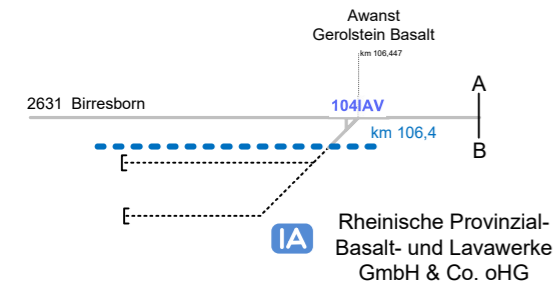 Awanst
Gerolstein Basalt
km 106,447
2631 Birresborn
104IAV
A
km 106,4
B
IA
Rheinische Provinzial-
Basalt- und Lavawerke
GmbH & Co. oHG